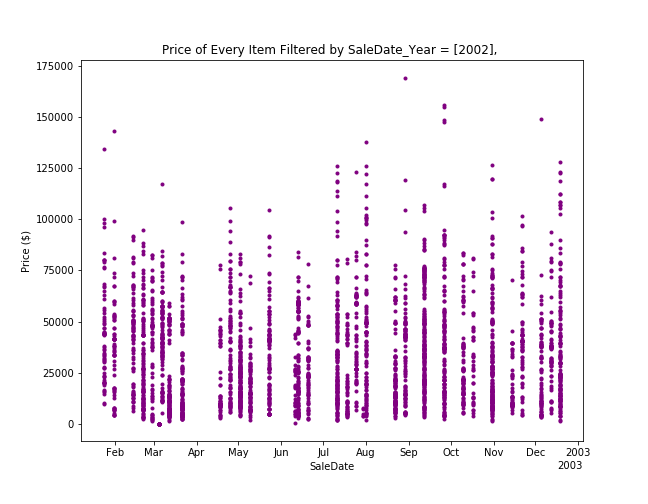 Price of Every Item Filtered by SaleDate_Year = [2002],
175000
150000
125000
100000
75000
50000
25000
0
Price ($)
Feb Mar Apr May Jun Jul Aug Sep Oct Nov Dec 2003
SaleDate
2003